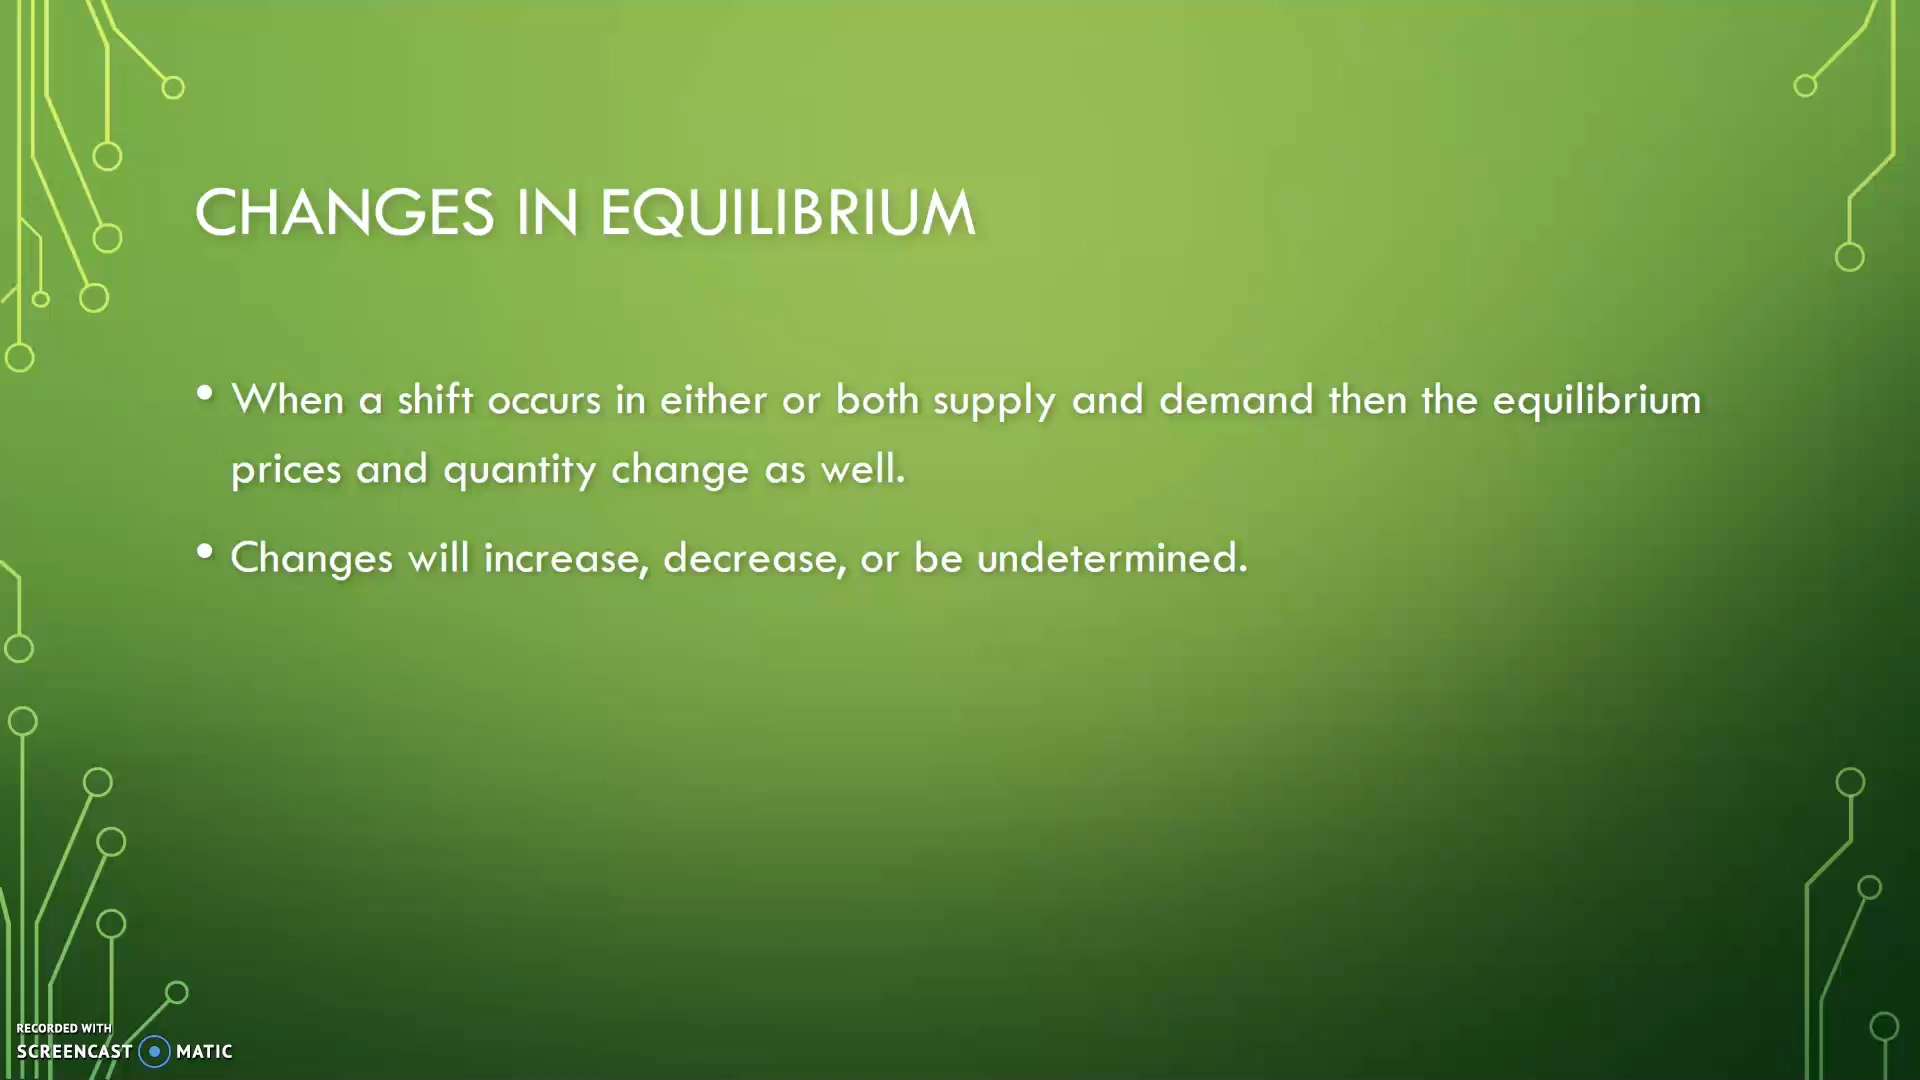 CHANGES IN EQUILIBRIUM
• When a shift occurs in either or both supply and demand then the equilibrium
prices and quantity change as well.
• Changes will increase, decrease, or be undetermined.
RECORDED WITH
SCREENCAST MATIC